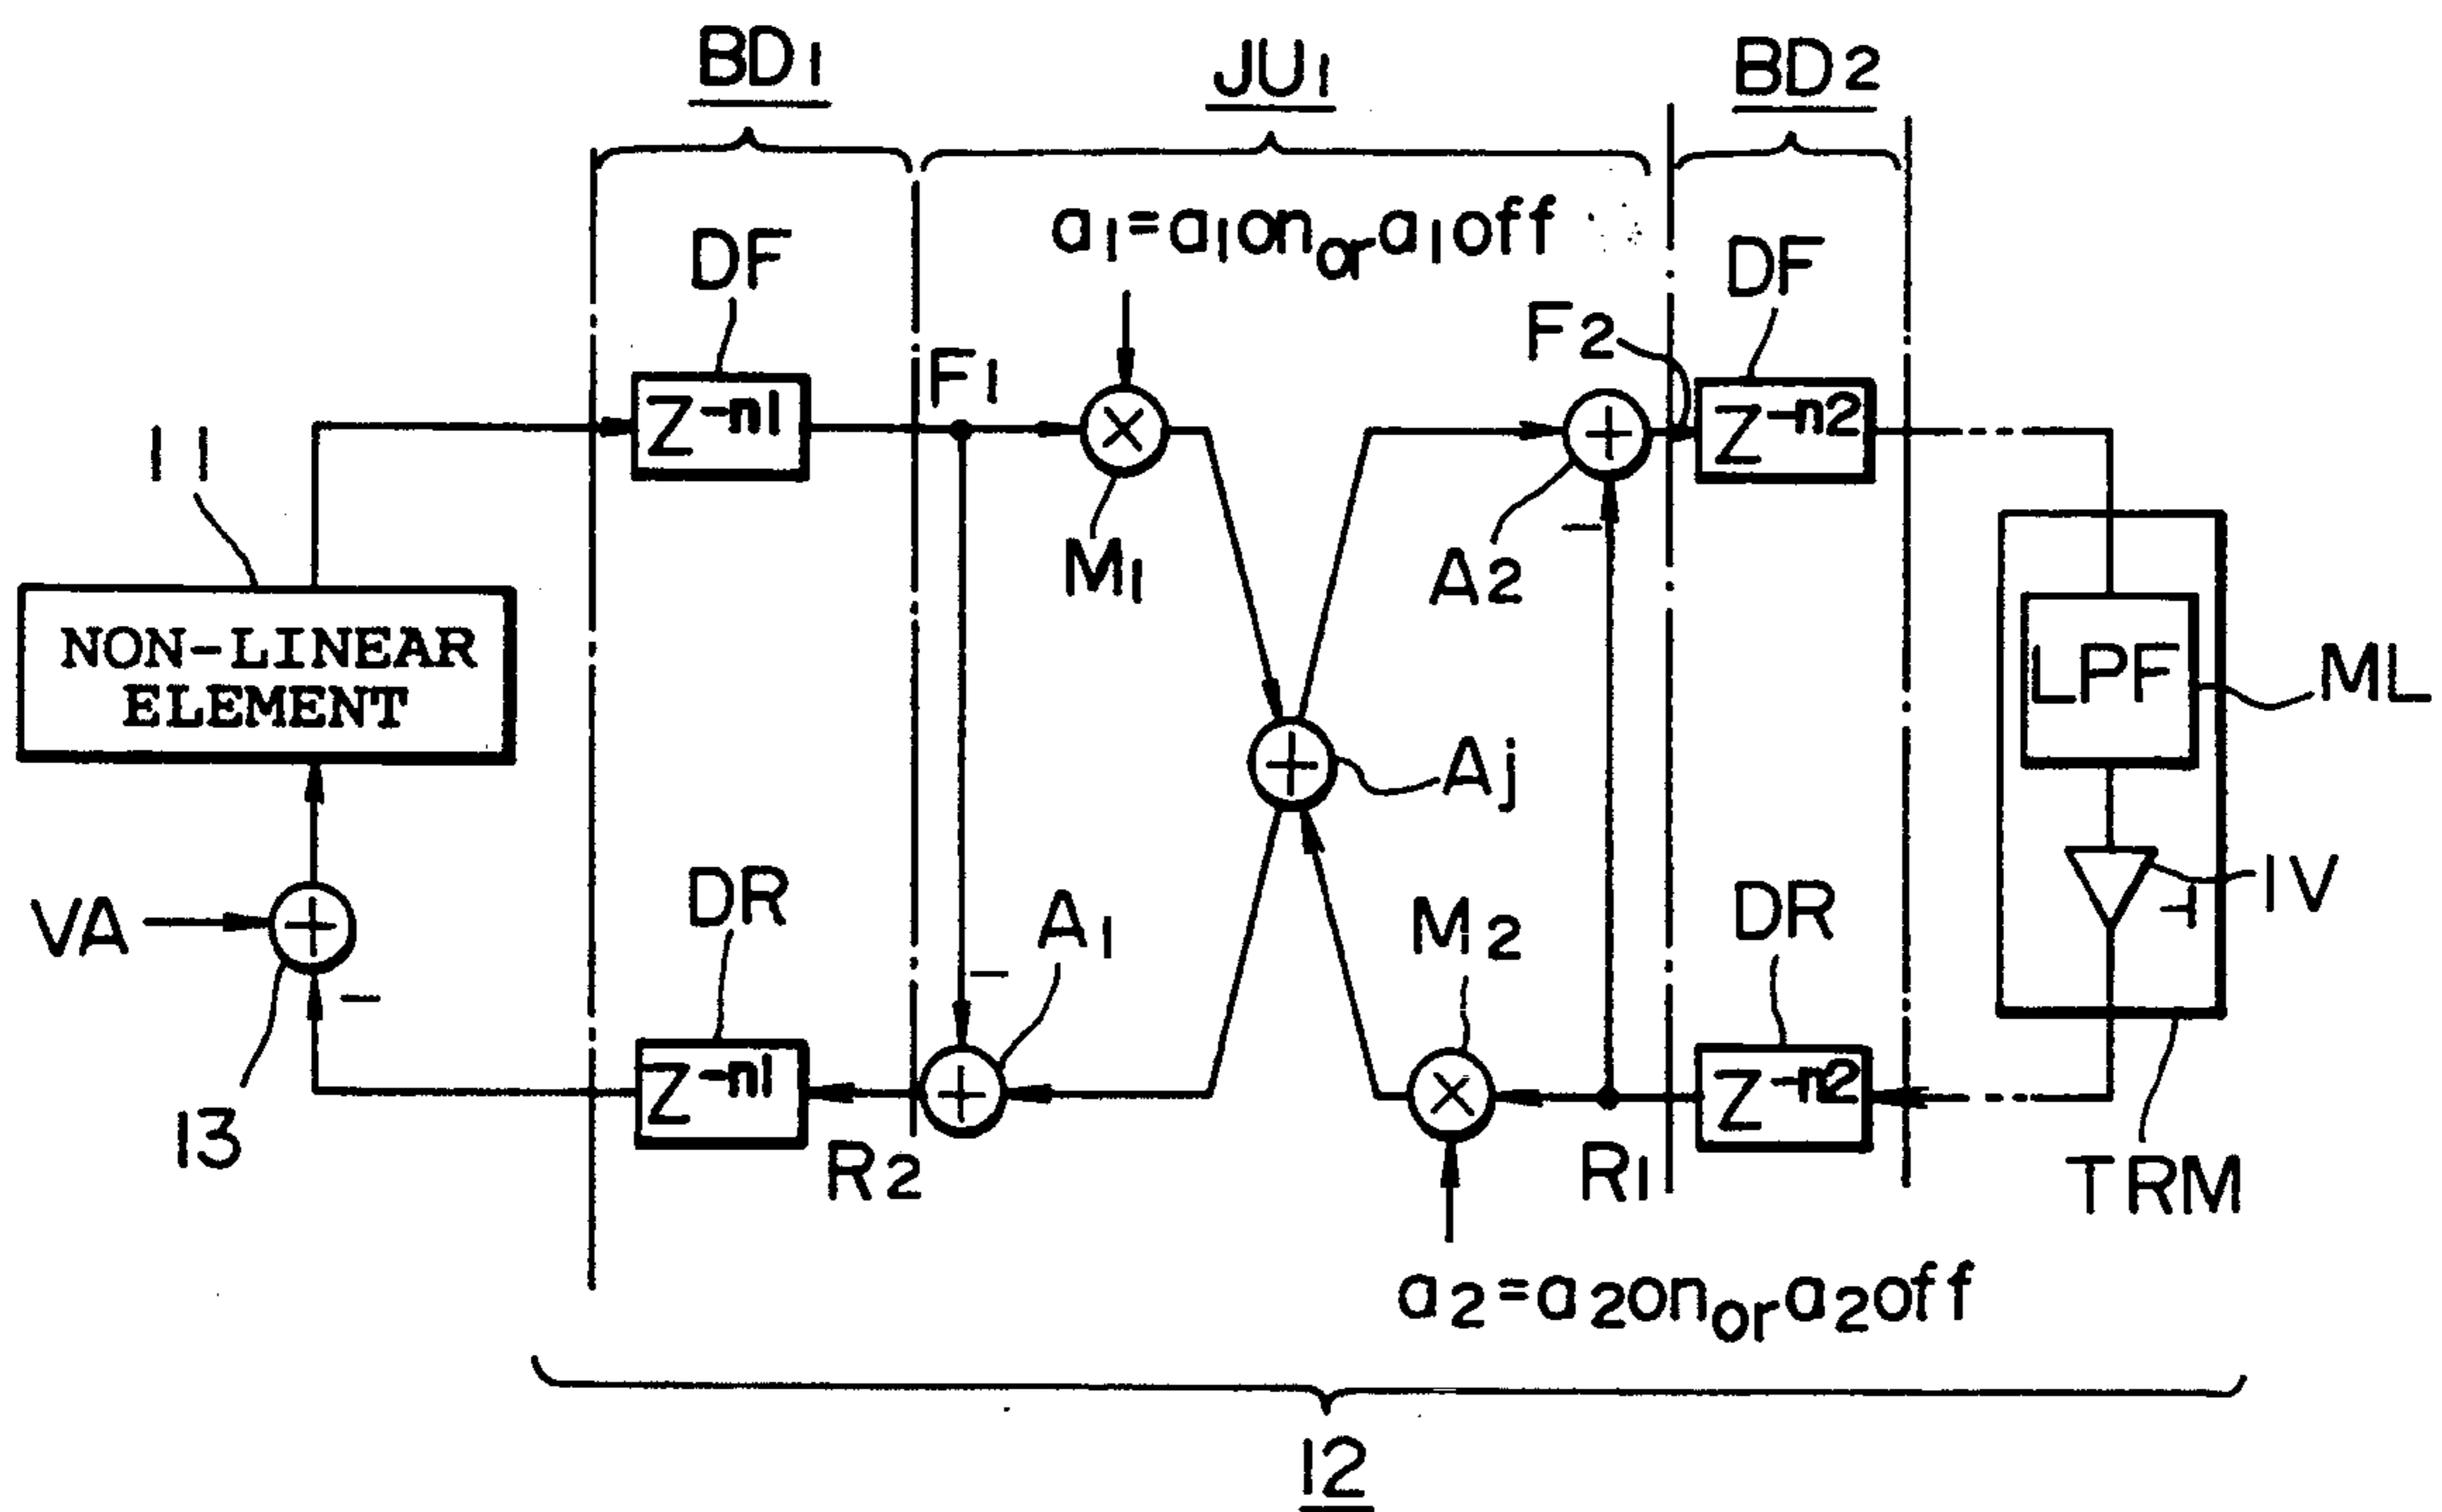 BD1
JU1
BD2
a1=a1on or a1off
DF
DF
F1
F2
Z-n1
Z-n2
11
M1
A2
NON-LINEAR
ELEMENT
LPF
ML
Aj
VA
DR
A1
M2
DR
-1
IV
-
-
-
13
Z-n1
Z-n2
R2
R1
TRM
a2=a2on or a2off
12